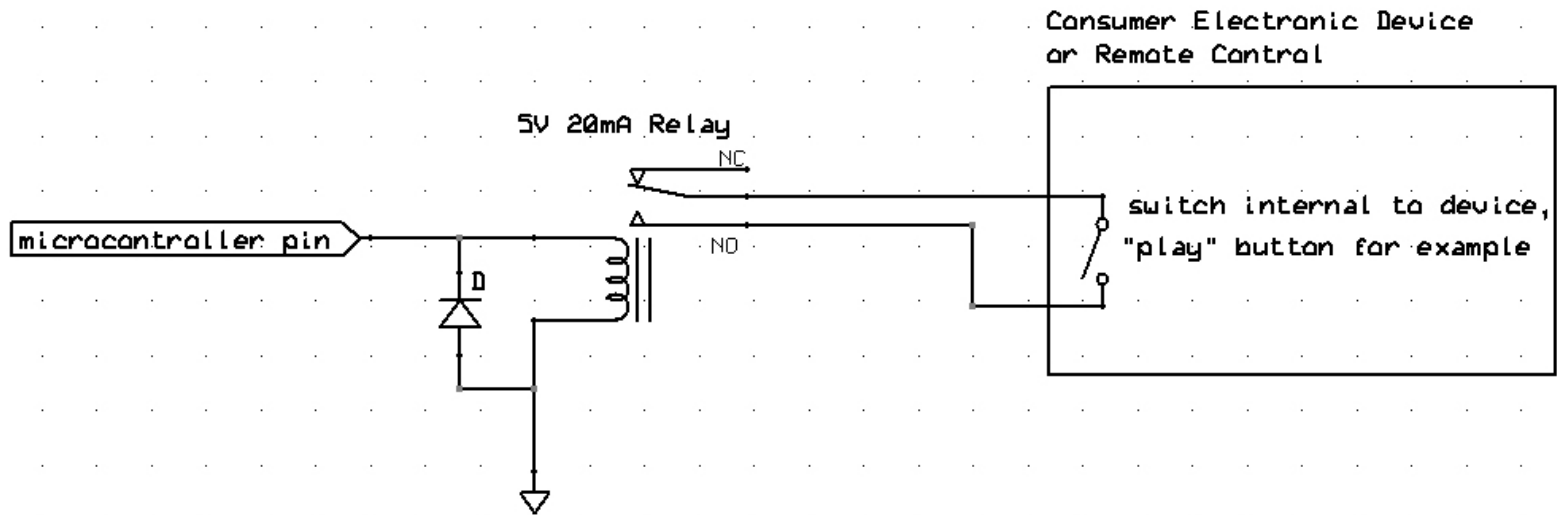 Consumer Electronic Device
or Remote Control
5V 20mA Relay
NC
microcontroller pin
NO
D
switch internal to device,
"play" button for example